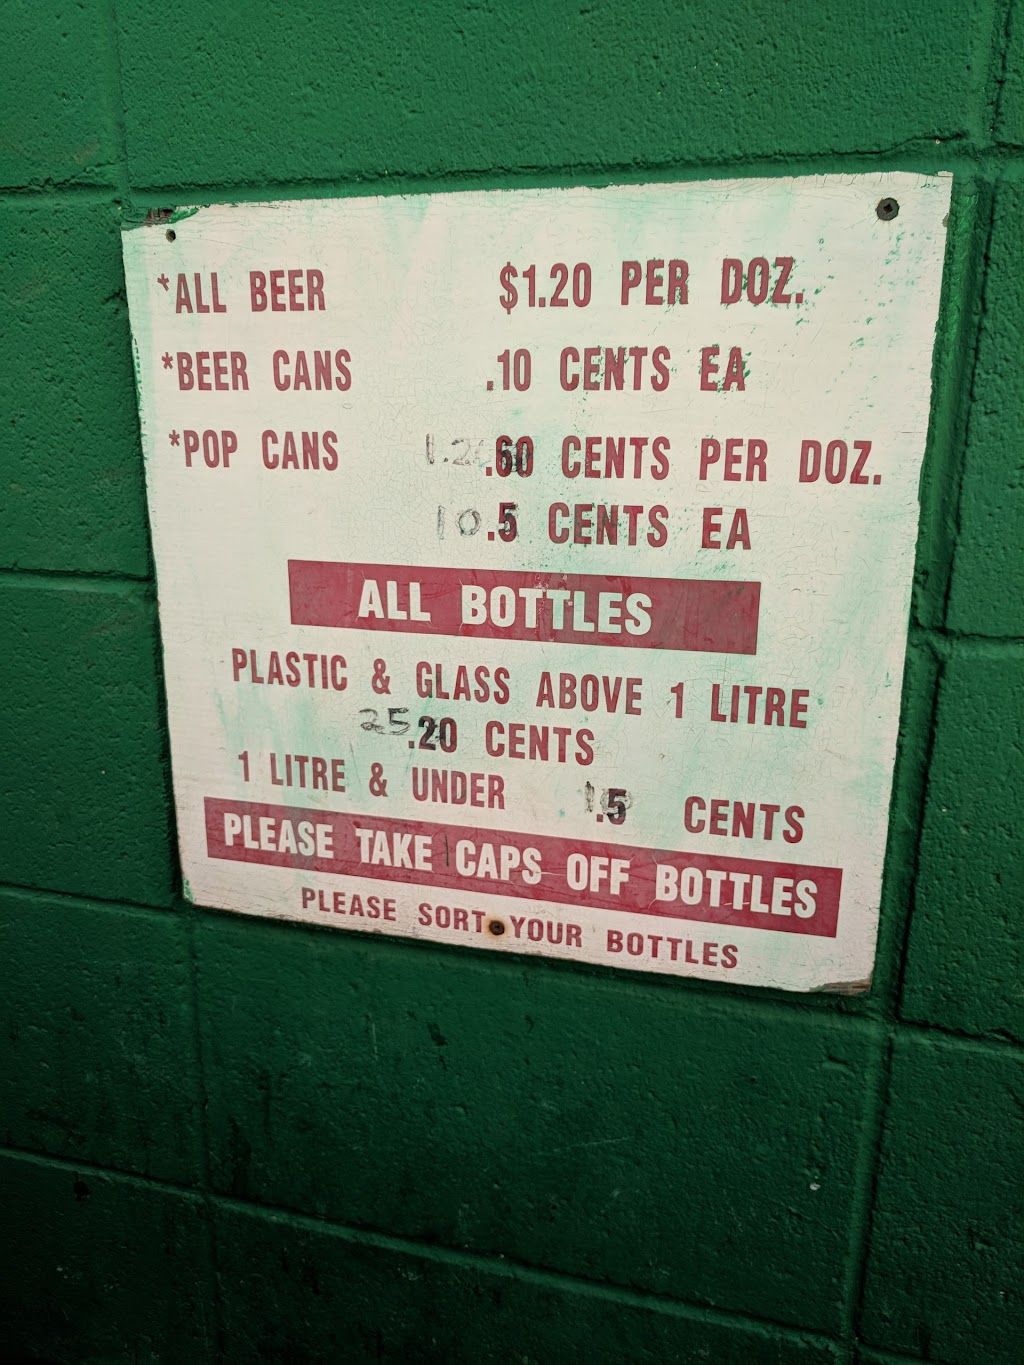 *ALL BEER $1.20 PER DOZ.
*BEER CANS .10 CENTS EA
*POP CANS 1.20 .60 CENTS PER DOZ.
10 .5 CENTS EA
ALL BOTTLES
PLASTIC & GLASS ABOVE 1 LITRE
25 .20 CENTS
1 LITRE & UNDER .5 CENTS
PLEASE TAKE CAPS OFF BOTTLES
PLEASE SORT YOUR BOTTLES